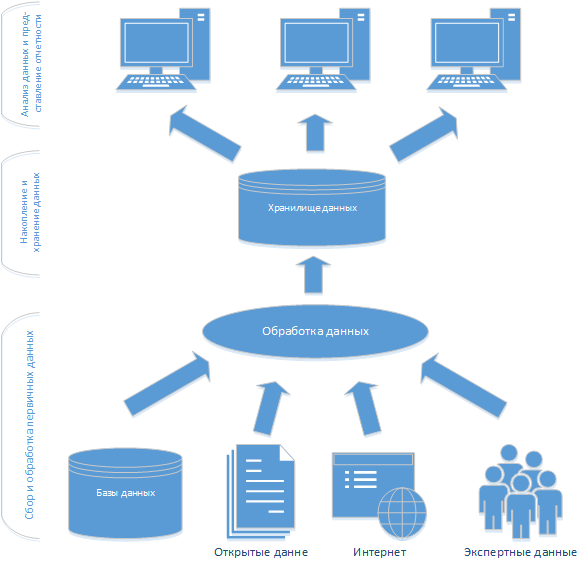 Анализ данных и пред-
ставление отчетности
Накопление и
хранение данных
Хранилище данных
Обработка данных
Сбор и обработка первичных данных
Базы данных
Открытые данне
Интернет
Экспертные данные